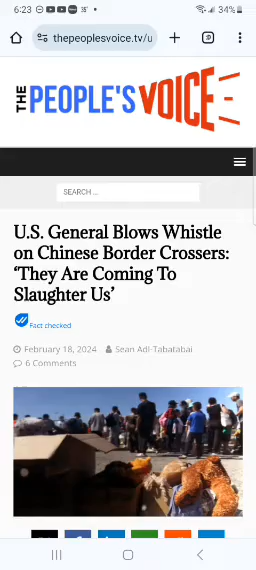 6:23 35° 34%
thepeoplesvoice.tv/u
THE PEOPLE'S VOICE
SEARCH …
U.S. General Blows Whistle
on Chinese Border Crossers:
‘They Are Coming To
Slaughter Us’
Fact checked
February 18, 2024 Sean Adl-Tabatabai
6 Comments